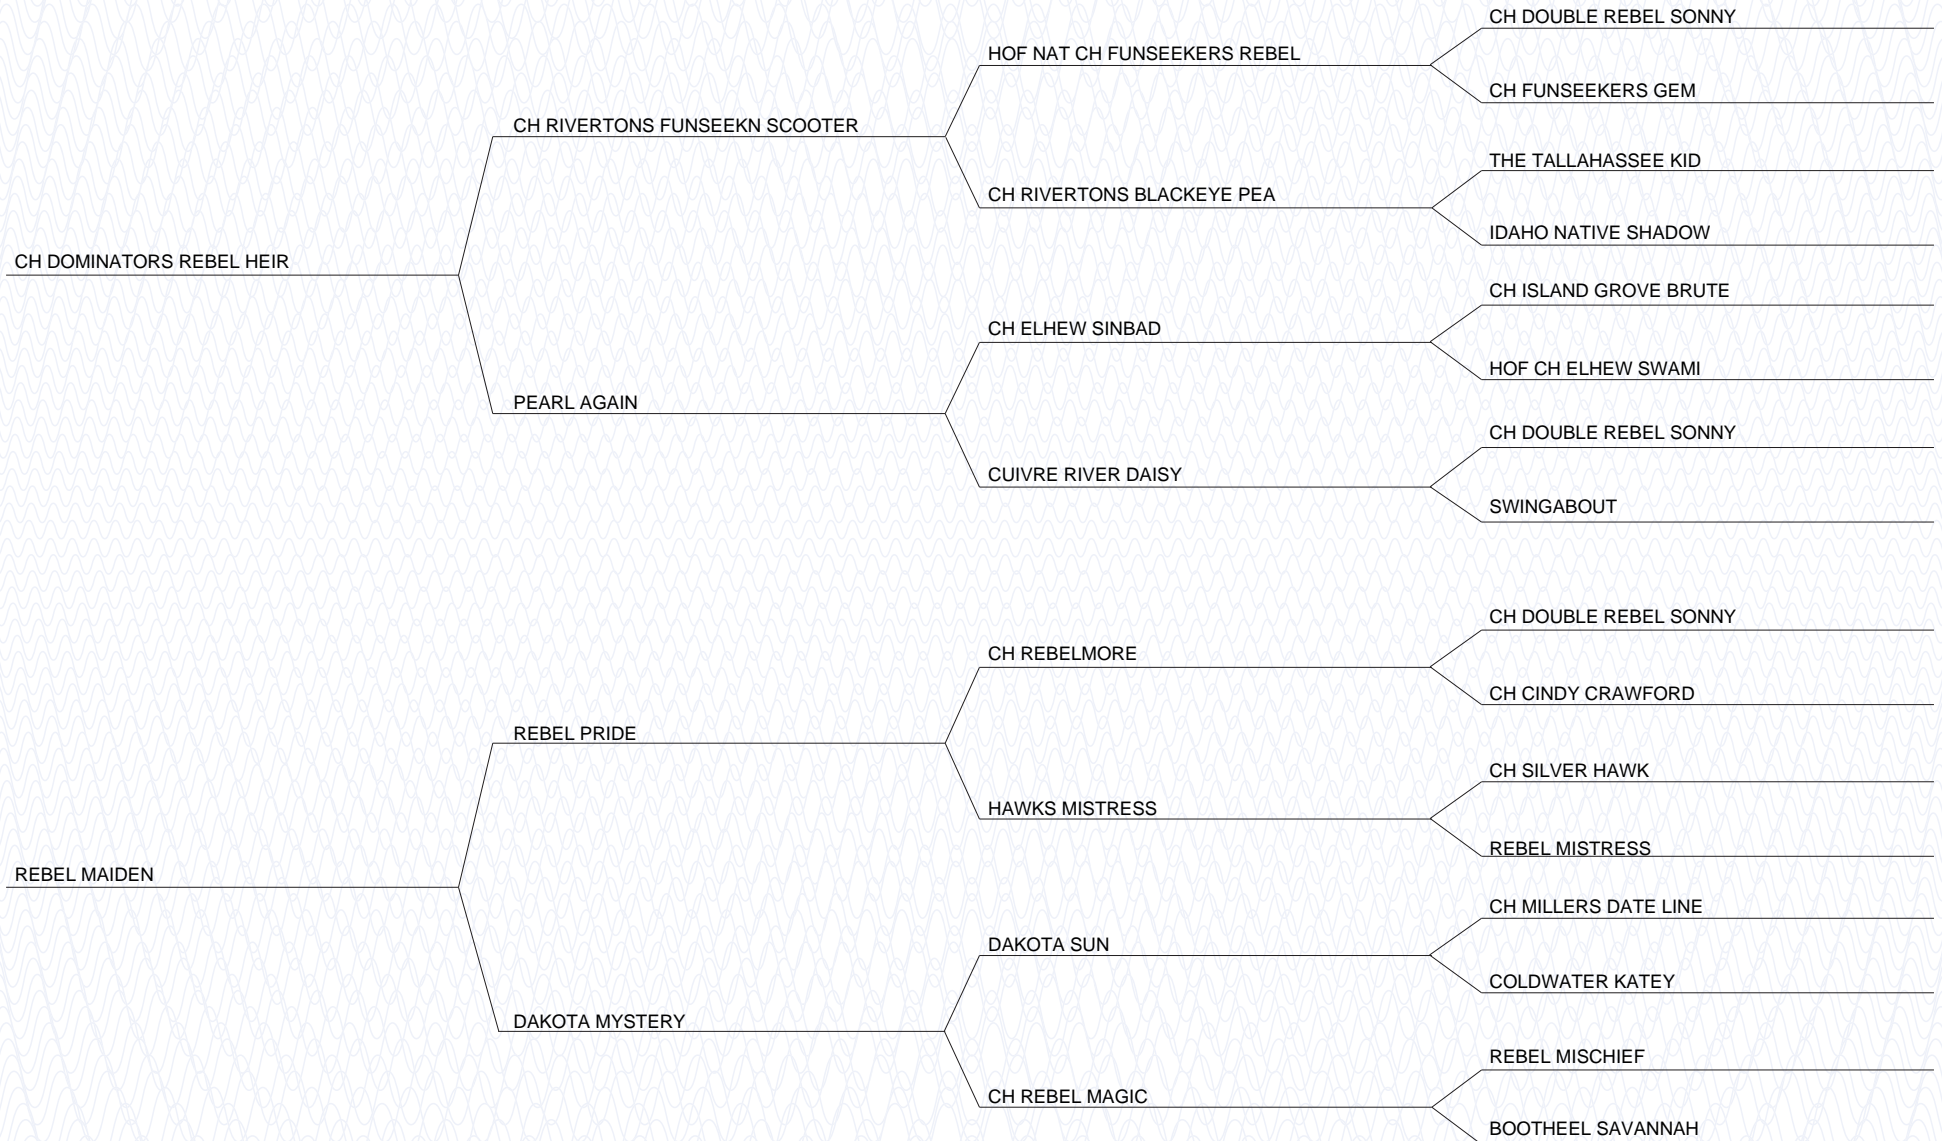 CH DOUBLE REBEL SONNY
HOF NAT CH FUNSEEKERS REBEL
CH FUNSEEKERS GEM
CH RIVERTONS FUNSEEKN SCOOTER
THE TALLAHASSEE KID
CH RIVERTONS BLACKEYE PEA
IDAHO NATIVE SHADOW
CH DOMINATORS REBEL HEIR
CH ISLAND GROVE BRUTE
CH ELHEW SINBAD
HOF CH ELHEW SWAMI
PEARL AGAIN
CH DOUBLE REBEL SONNY
CUIVRE RIVER DAISY
SWINGABOUT
CH DOUBLE REBEL SONNY
CH REBELMORE
CH CINDY CRAWFORD
REBEL PRIDE
CH SILVER HAWK
HAWKS MISTRESS
REBEL MISTRESS
REBEL MAIDEN
CH MILLERS DATE LINE
DAKOTA SUN
COLDWATER KATEY
DAKOTA MYSTERY
REBEL MISCHIEF
CH REBEL MAGIC
BOOTHEEL SAVANNAH